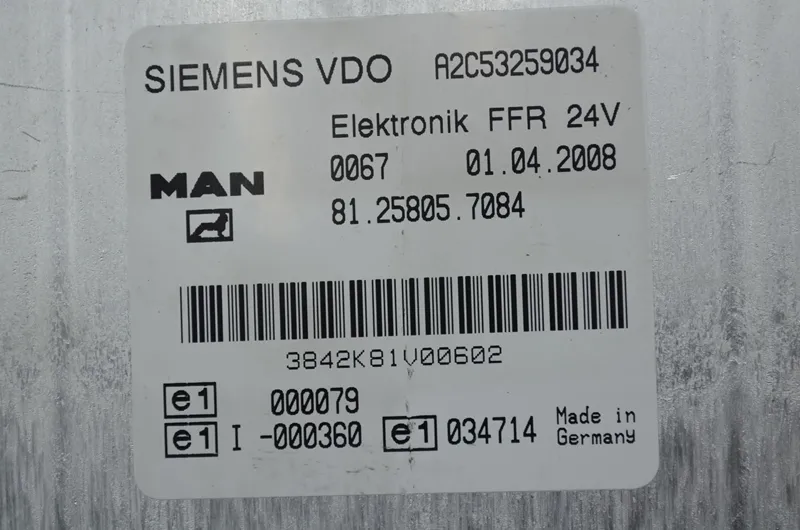 SIEMENS VDO A2C53259034
Elektronik FFR 24V
MAN 0067 01.04.2008
81.25805.7084
3842K81V00602
e1 000079
e1 I -000360 e1 034714 Made in
Germany